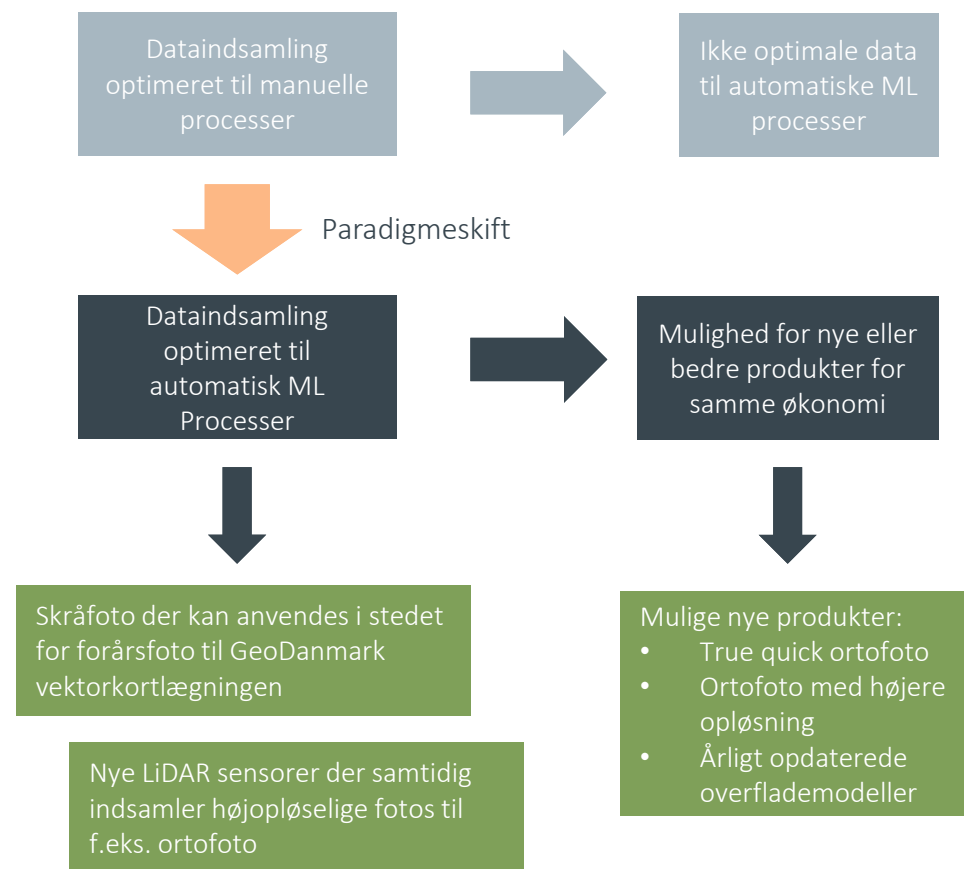 Dataindsamling
optimeret til manuelle
processer
Ikke optimale data
til automatiske ML
processer
Paradigmeskift
Dataindsamling
optimeret til
automatisk ML
Processer
Mulighed for nye eller
bedre produkter for
samme økonomi
Skråfoto der kan anvendes i stedet
for forårsfoto til GeoDanmark
vektorkortlægningen
Nye LiDAR sensorer der samtidig
indsamler højopløselige fotos til
f.eks. ortofoto
Mulige nye produkter:
• True quick ortofoto
• Ortofoto med højere
opløsning
• Årligt opdaterede
overflademodeller